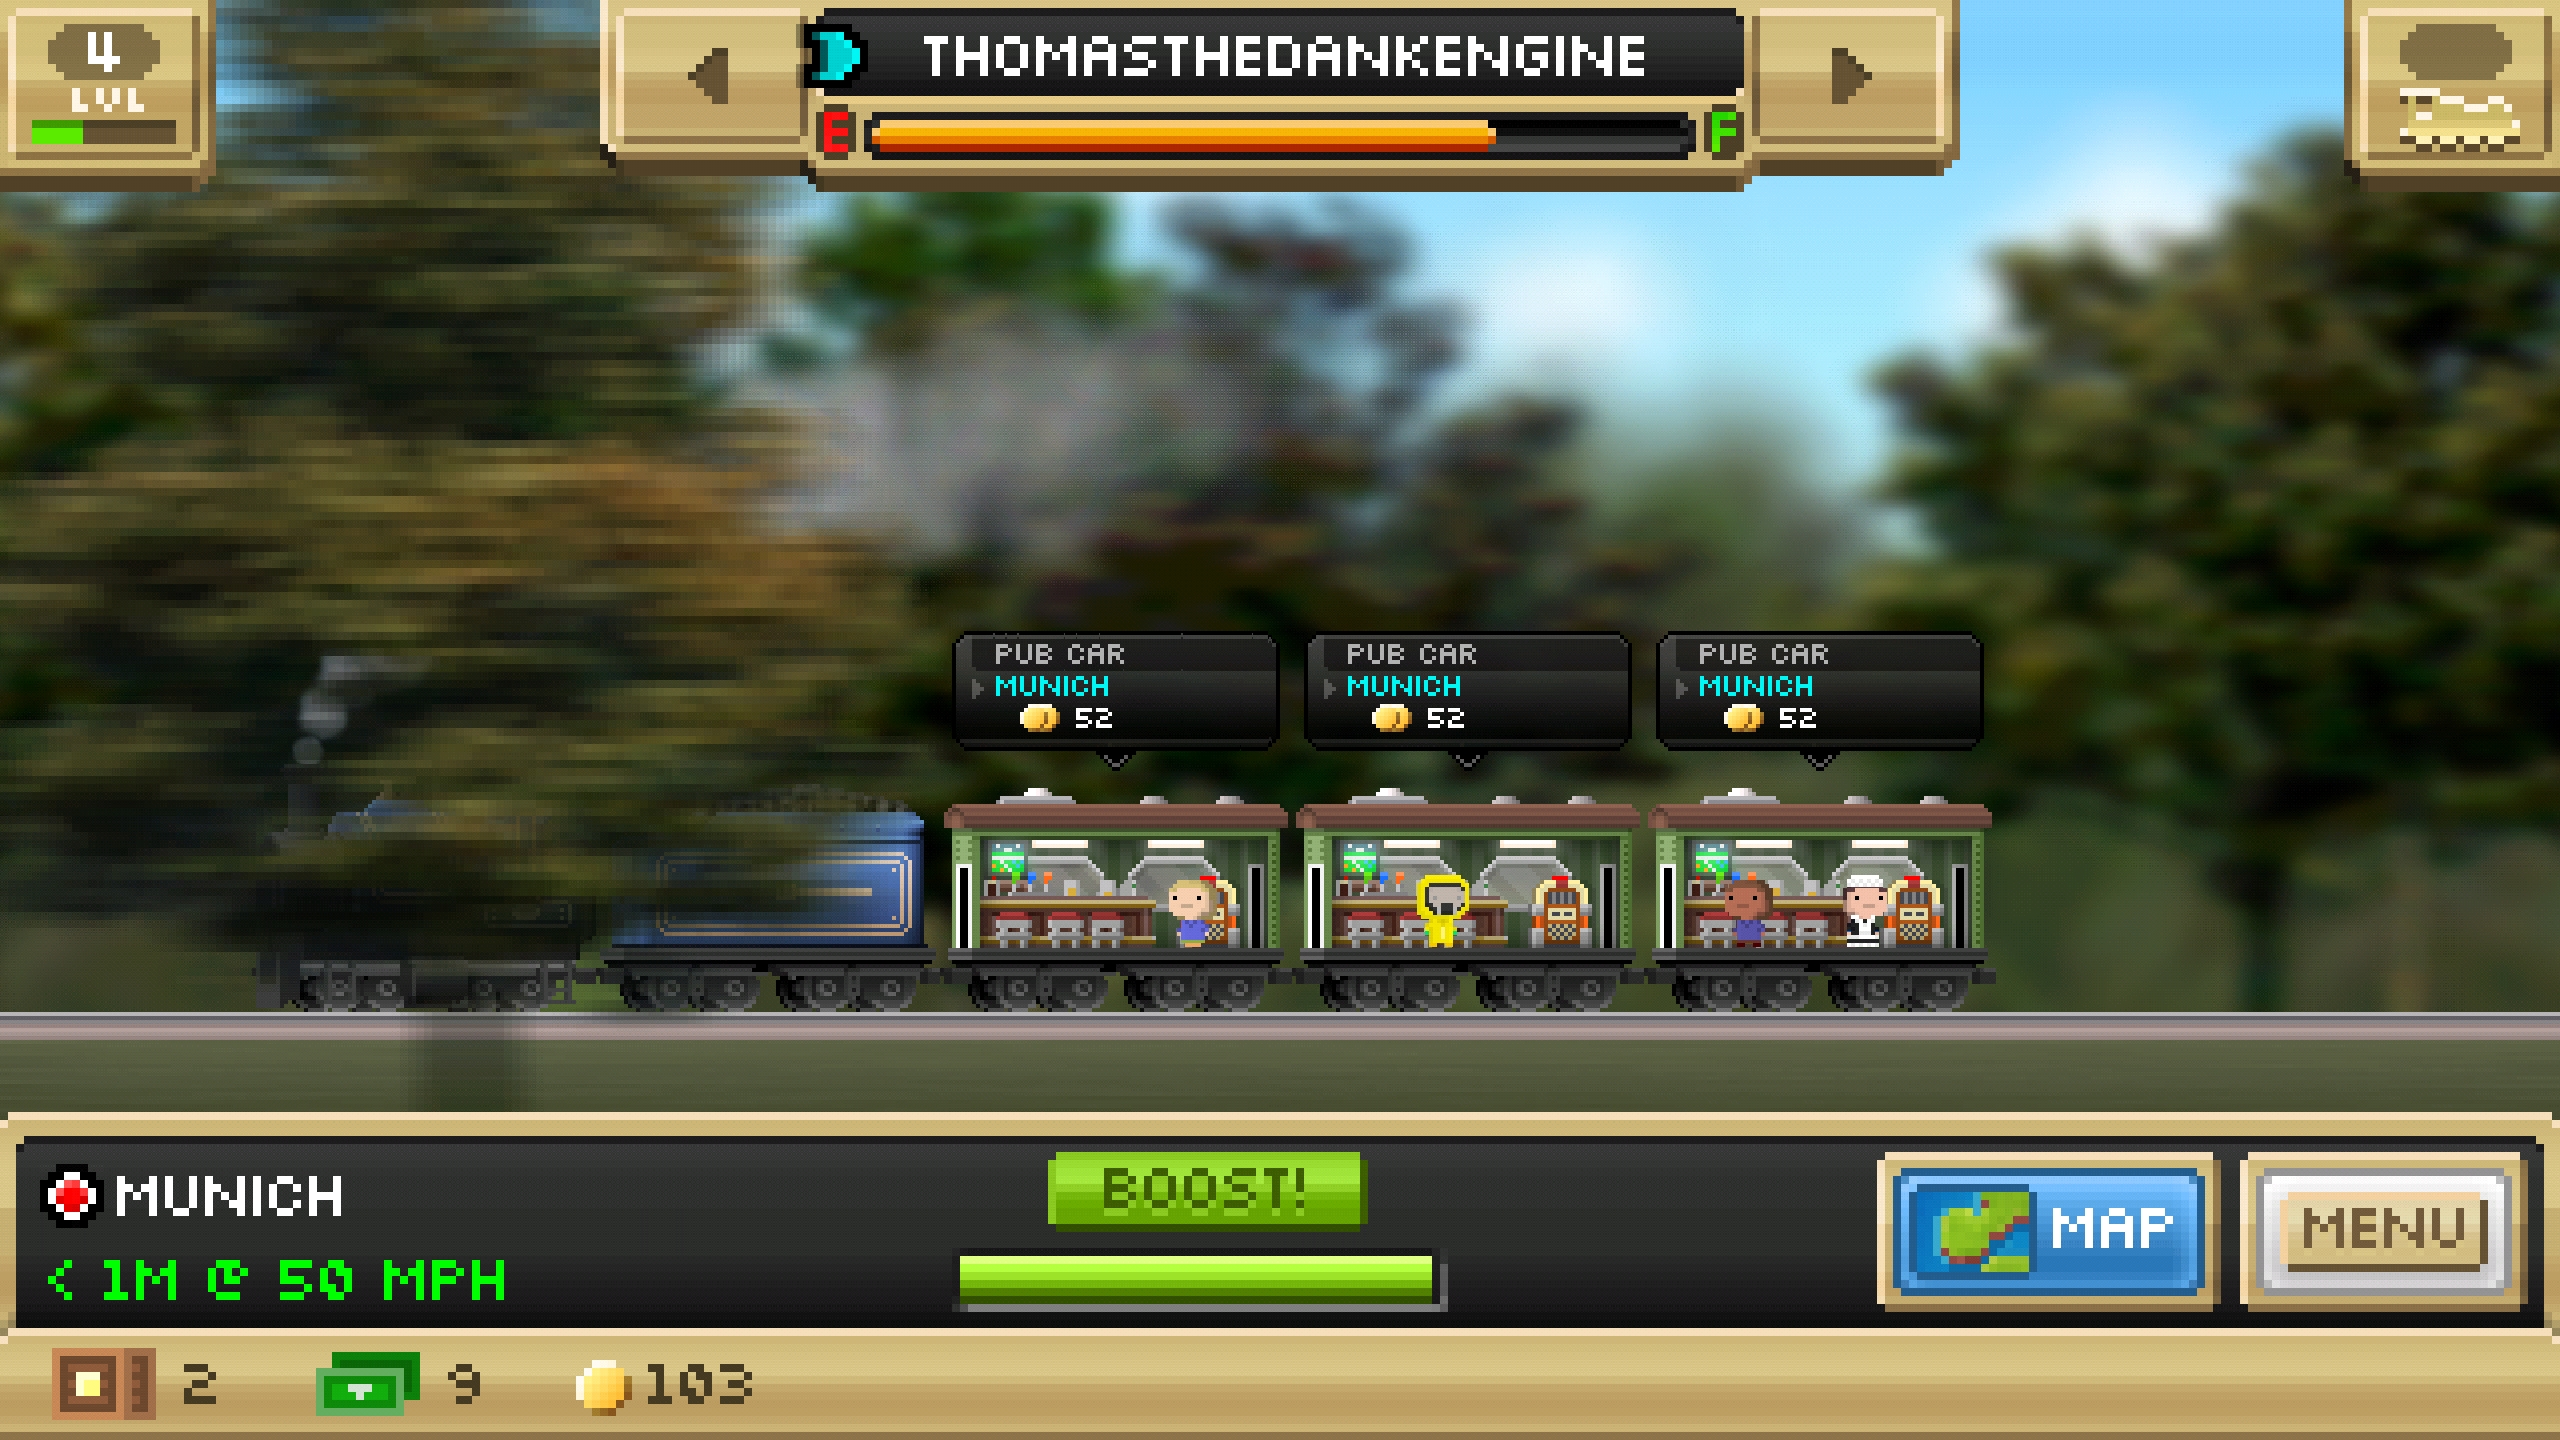 4
LVL
THOMASTHEDANKENGINE
E F
PUB CAR
MUNICH
52
PUB CAR
MUNICH
52
PUB CAR
MUNICH
52
MUNICH
< 1M @ 50 MPH
BOOST!
MAP
MENU
2 9 103